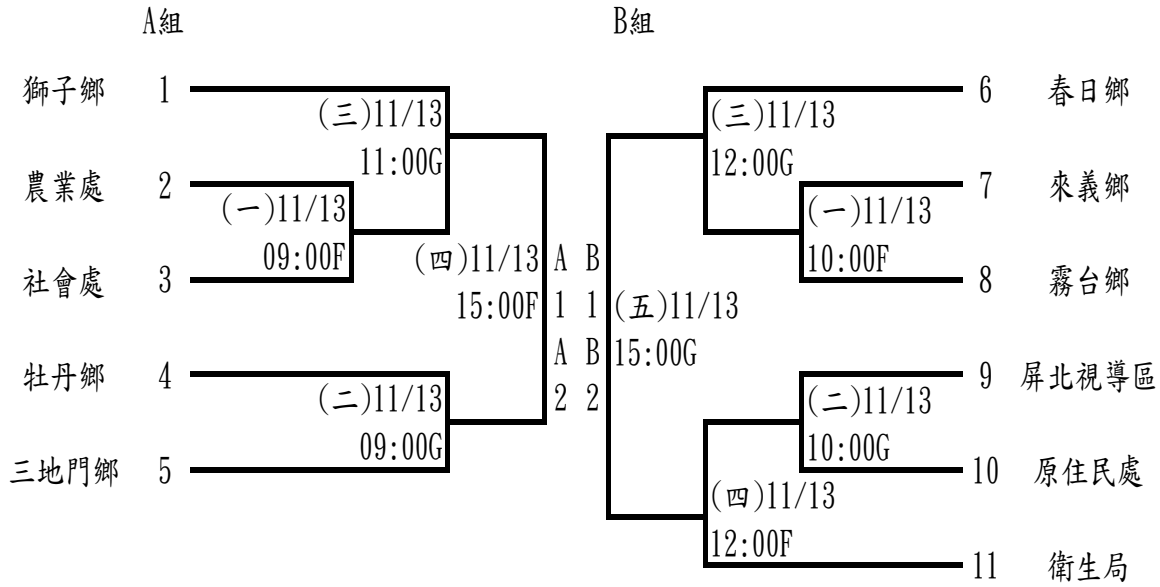 A組
B組
獅子鄉 1
農業處 2
社會處 3
牡丹鄉 4
三地門鄉 5
(三)11/13
11:00G
(一)11/13
09:00F
(二)11/13
09:00G
(四)11/13
15:00F
A1A2
B1B2
(五)11/13
15:00G
(三)11/13
12:00G
(一)11/13
10:00F
(二)11/13
10:00G
(四)11/13
12:00F
6 春日鄉
7 來義鄉
8 霧台鄉
9 屏北視導區
10 原住民處
11 衛生局